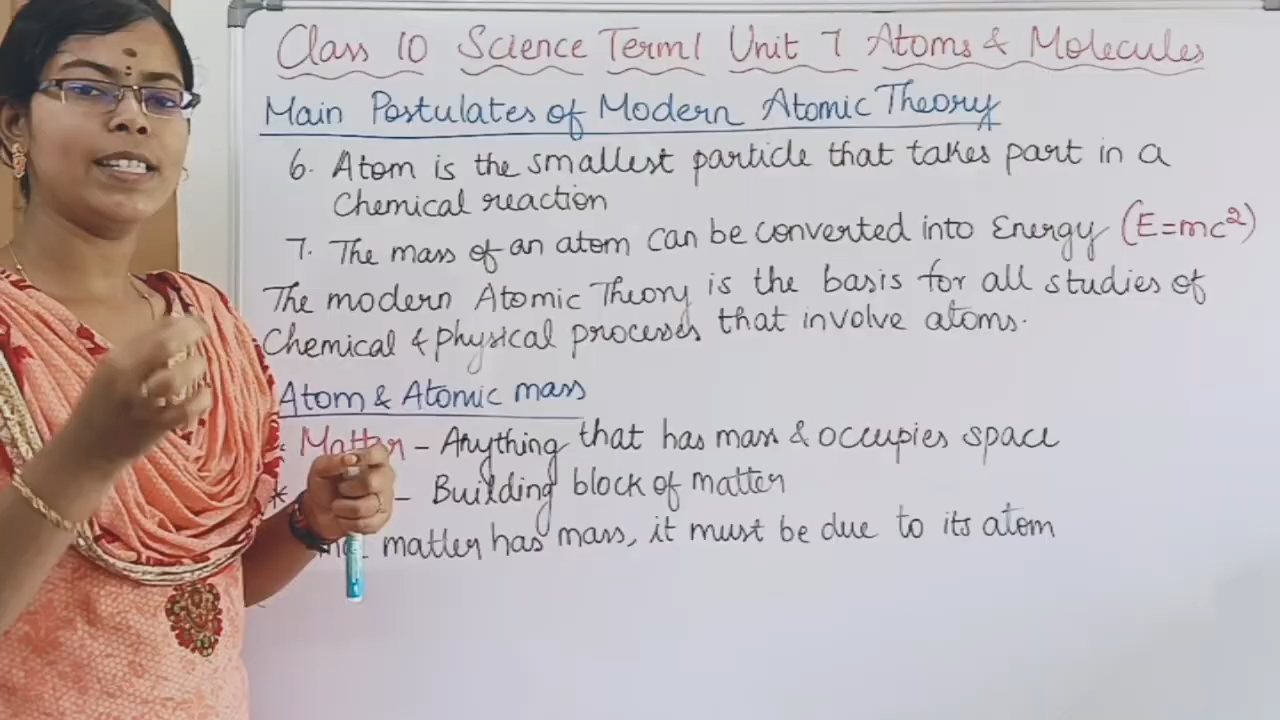 Class 10 Science Term 1 Unit 7 Atoms & Molecules
Main Postulates of Modern Atomic Theory
6. Atom is the smallest particle that takes part in a
Chemical reaction
7. The mass of an atom can be converted into Energy (E=mc²)
The modern Atomic Theory is the basis for all studies of
Chemical & physical processes that involve atoms.
Atom & Atomic mass
Matter – Anything that has mass & occupies space
* – Building block of matter
matter has mass, it must be due to its atom